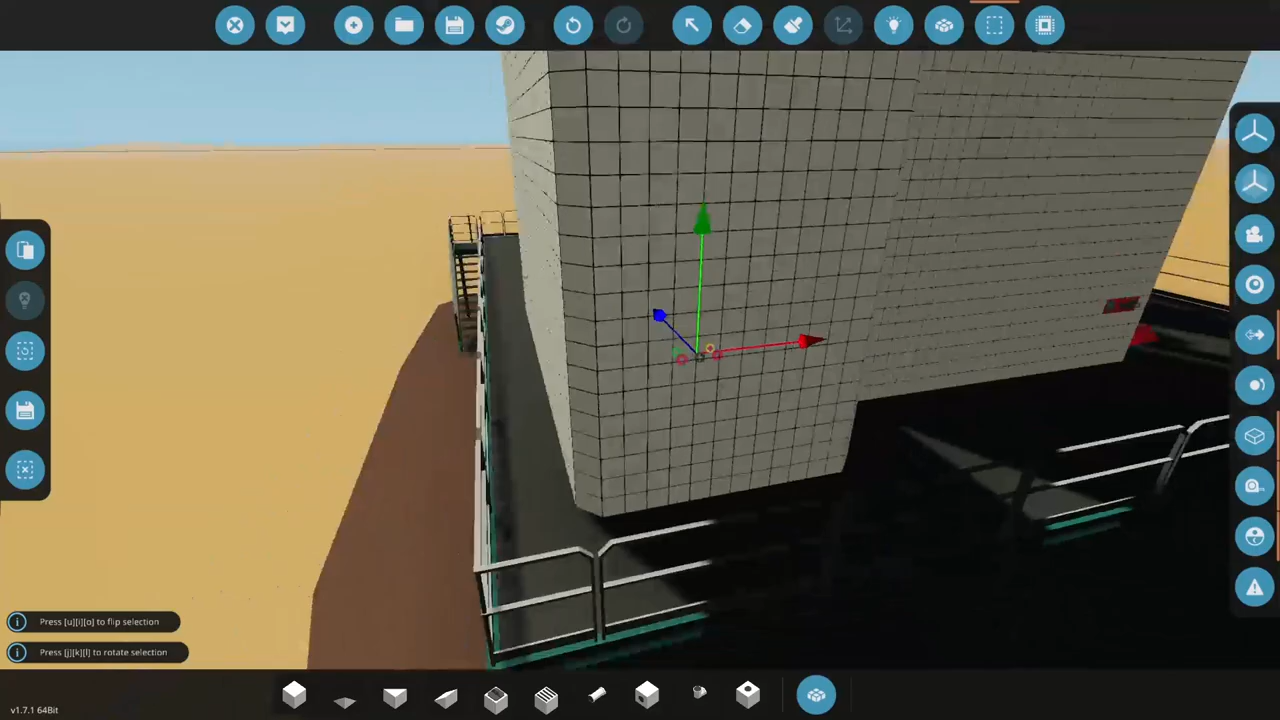 Press [u][i][o] to flip selection
Press [j][k][l] to rotate selection
v1.7.1 64Bit